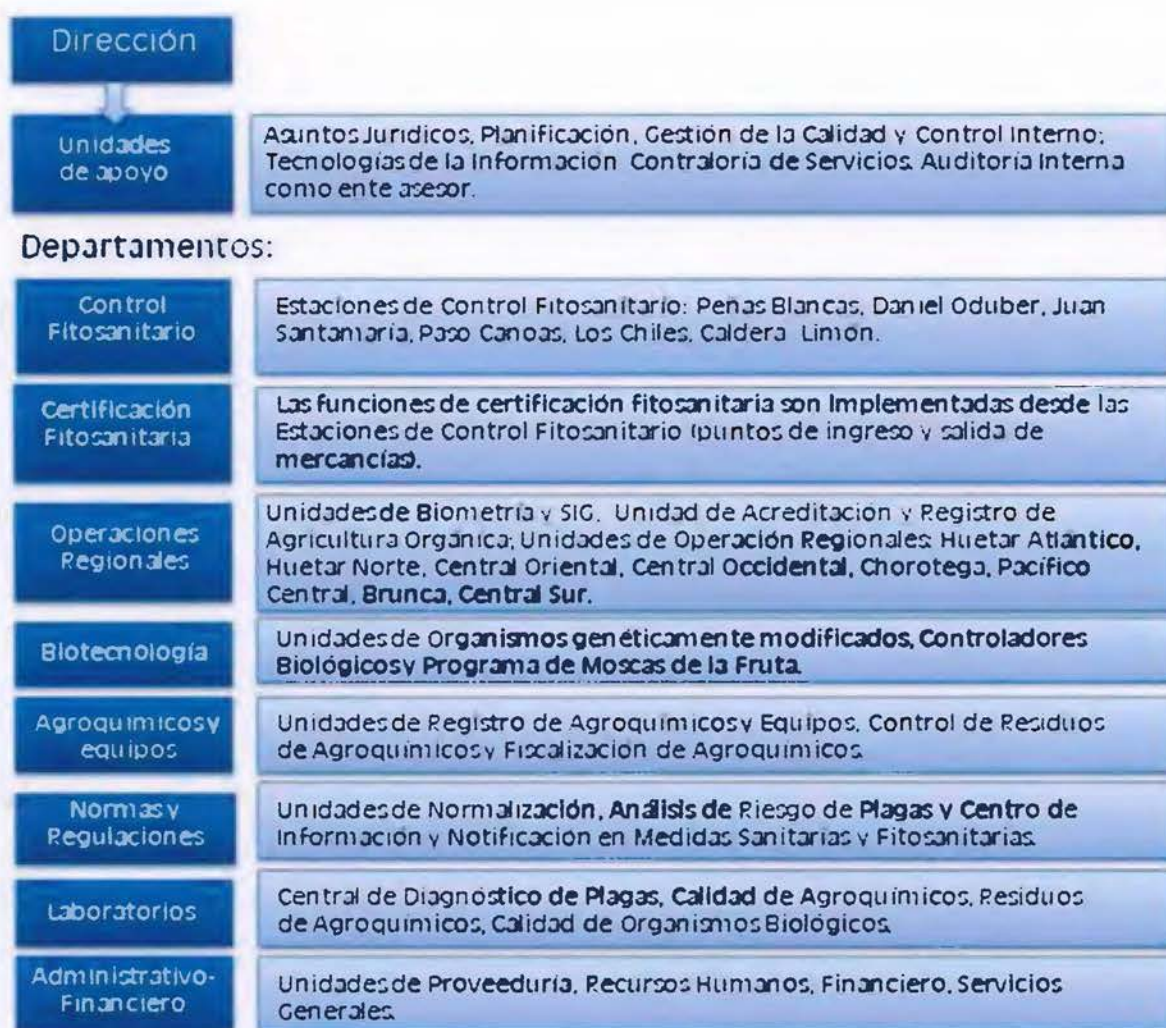 Dirección
Unidades
de apoyo
Asuntos Jurídicos, Planificación, Gestión de la Calidad y Control Interno;
Tecnologías de la Información Contraloría de Servicios Auditoría Interna
como ente asesor.
Departamentos:
Control
Fitosanitario
Estaciones de Control Fitosanitario: Peñas Blancas, Daniel Oduber, Juan
Santamaría, Paso Canoas, Los Chiles, Caldera Limón.
Certificación
Fitosanitaria
Las funciones de certificación fitosanitaria son implementadas desde las
Estaciones de Control Fitosanitario (puntos de ingreso y salida de
mercancías).
Operaciones
Regionales
Unidades de Biometría y SIG, Unidad de Acreditación y Registro de
Agricultura Orgánica; Unidades de Operación Regionales: Huetar Atlántico,
Huetar Norte, Central Oriental, Central Occidental, Chorotega, Pacífico
Central, Brunca, Central Sur.
Biotecnología
Unidades de Organismos genéticamente modificados, Controladores
Biológicos y Programa de Moscas de la Fruta
Agroquímicos y
equipos
Unidades de Registro de Agroquímicos y Equipos, Control de Residuos
de Agroquímicos y Fiscalización de Agroquímicos
Normas y
Regulaciones
Unidades de Normalización, Análisis de Riesgo de Plagas y Centro de
Información y Notificación en Medidas Sanitarias y Fitosanitarias
Laboratorios
Central de Diagnóstico de Plagas, Calidad de Agroquímicos, Residuos
de Agroquímicos, Calidad de Organismos Biológicos
Administrativo-
Financiero
Unidades de Proveeduría, Recursos Humanos, Financiero, Servicios
Generales